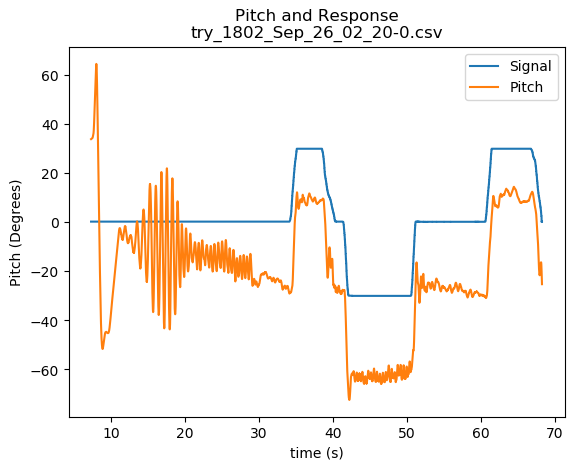 Pitch and Response
try_1802_Sep_26_02_20-0.csv
Signal
Pitch
Pitch (Degrees)
60
40
20
0
−20
−40
−60
10
20
30
40
50
60
70
time (s)